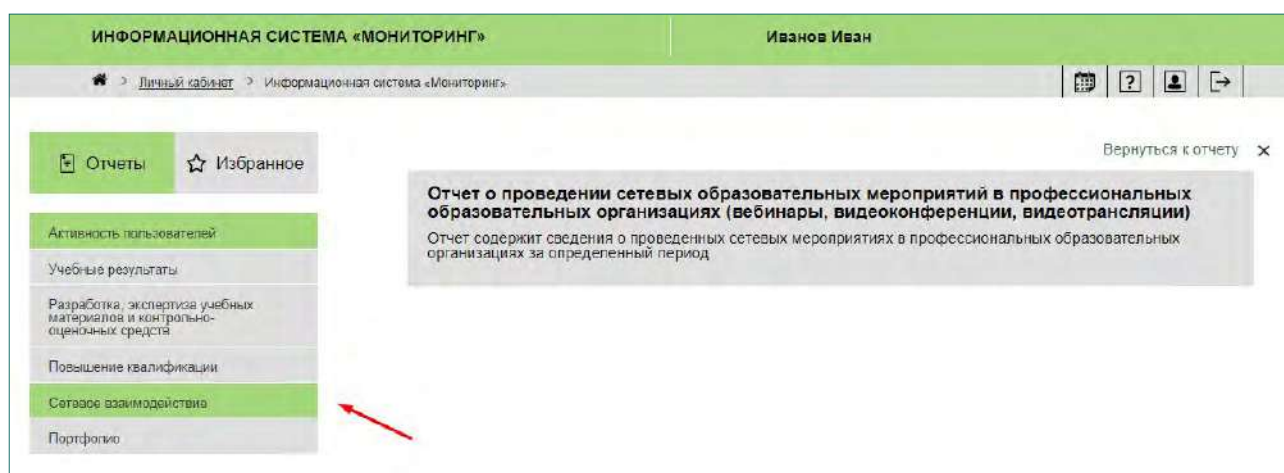 ИНФОРМАЦИОННАЯ СИСТЕМА «МОНИТОРИНГ»
Иванов Иван
> Личный кабинет > Информационная система «Мониторинг»
?
Отчеты
Избранное
Вернуться к отчету ×
Активность пользователей
Учебные результаты
Разработка, экспертиза учебных
материалов и контрольно-
оценочных средств
Повышение квалификации
Сетевое взаимодействие
Портфолио
Отчет о проведении сетевых образовательных мероприятий в профессиональных
образовательных организациях (вебинары, видеоконференции, видеотрансляции)
Отчет содержит сведения о проведенных сетевых мероприятиях в профессиональных образовательных
организациях за определенный период